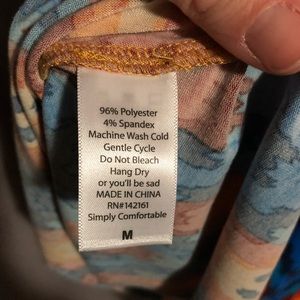 96% Polyester
4% Spandex
Machine Wash Cold
Gentle Cycle
Do Not Bleach
Hang Dry
or you'll be sad
MADE IN CHINA
RN#142161
Simply Comfortable
M